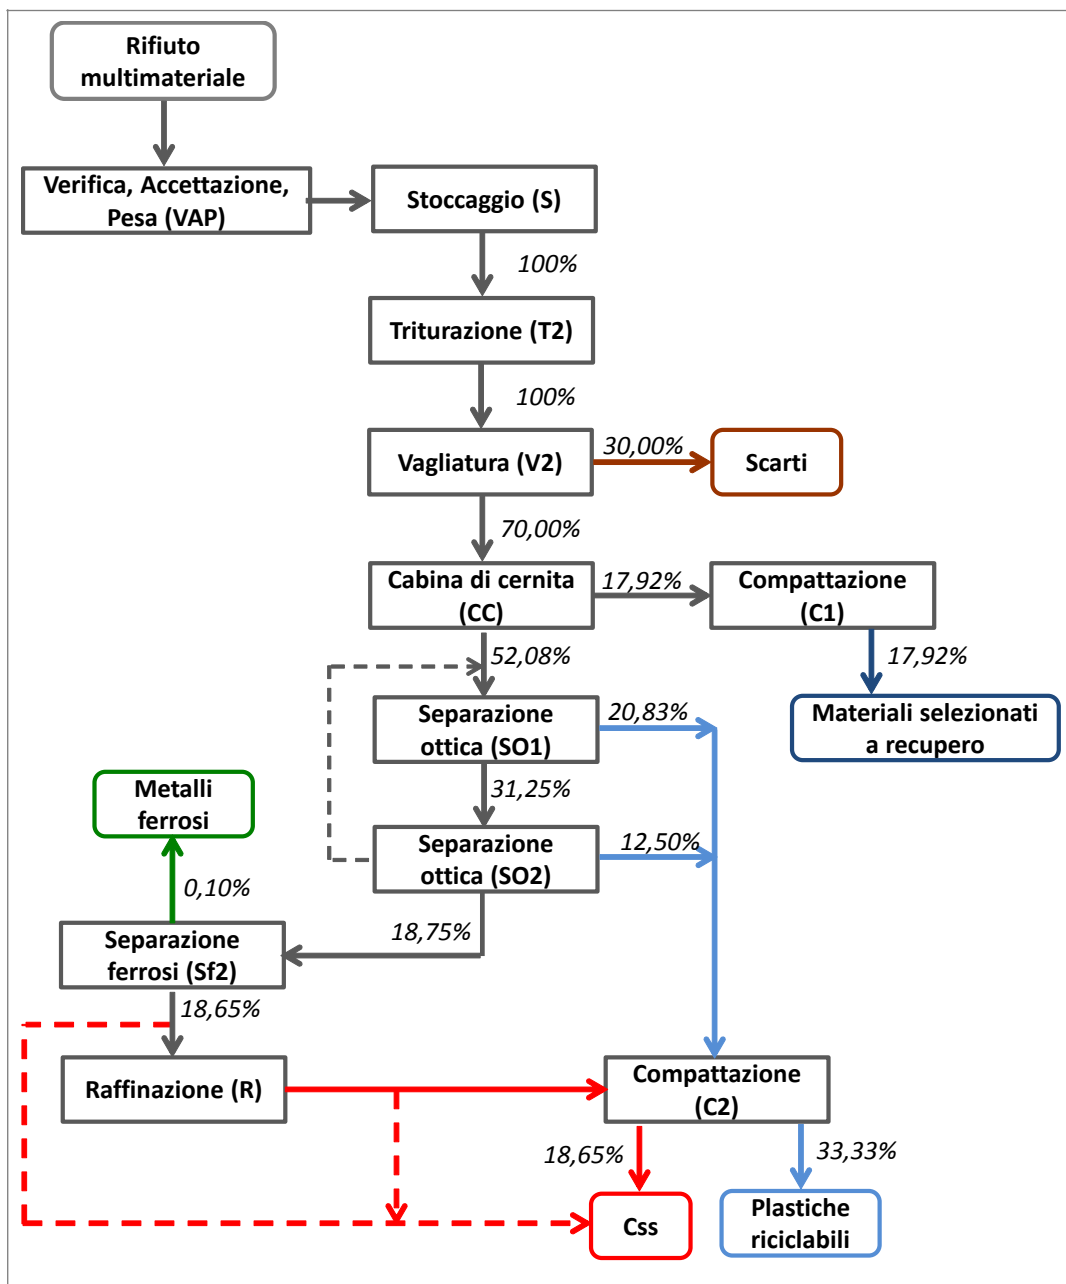 Rifiuto
multimateriale
Verifica, Accettazione,
Pesa (VAP)
Stoccaggio (S)
100%
Triturazione (T2)
100%
Vagliatura (V2)
30,00%
Scarti
70,00%
Cabina di cernita
(CC)
17,92%
Compattazione
(C1)
52,08%
17,92%
Separazione
ottica (SO1)
20,83%
Materiali selezionati
a recupero
31,25%
Metalli
ferrosi
Separazione
ottica (SO2)
12,50%
0,10%
18,75%
Separazione
ferrosi (Sf2)
18,65%
Raffinazione (R)
Compattazione
(C2)
18,65%
33,33%
Css
Plastiche
riciclabili